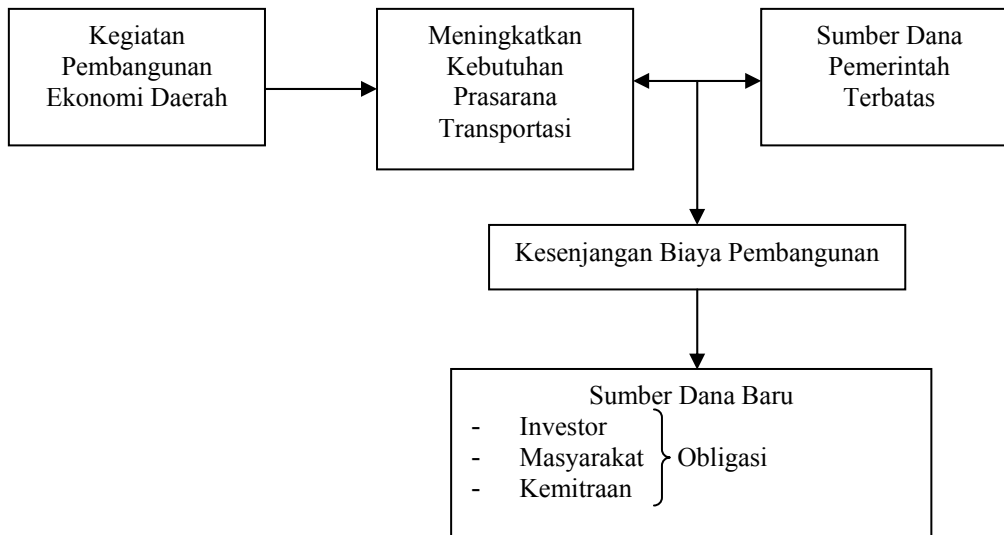 Kegiatan
Pembangunan
Ekonomi Daerah
Meningkatkan
Kebutuhan
Prasarana
Transportasi
Sumber Dana
Pemerintah
Terbatas
Kesenjangan Biaya Pembangunan
Sumber Dana Baru
- Investor
- Masyarakat
- Kemitraan
Obligasi